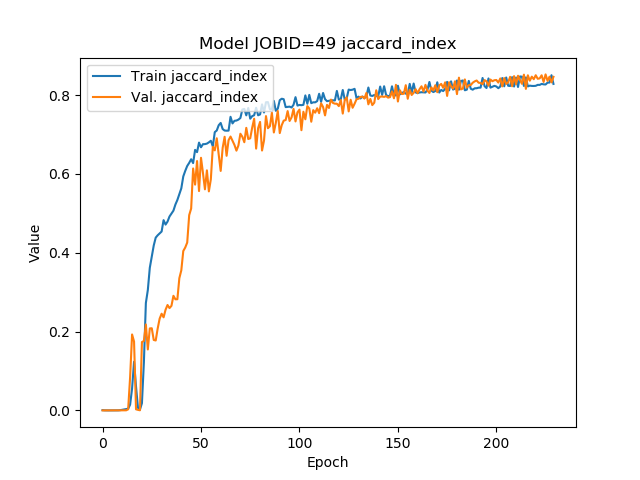 Model JOBID=49 jaccard_index
Train jaccard_index
Val. jaccard_index
Value
0.8
0.6
0.4
0.2
0.0
0 50 100 150 200
Epoch